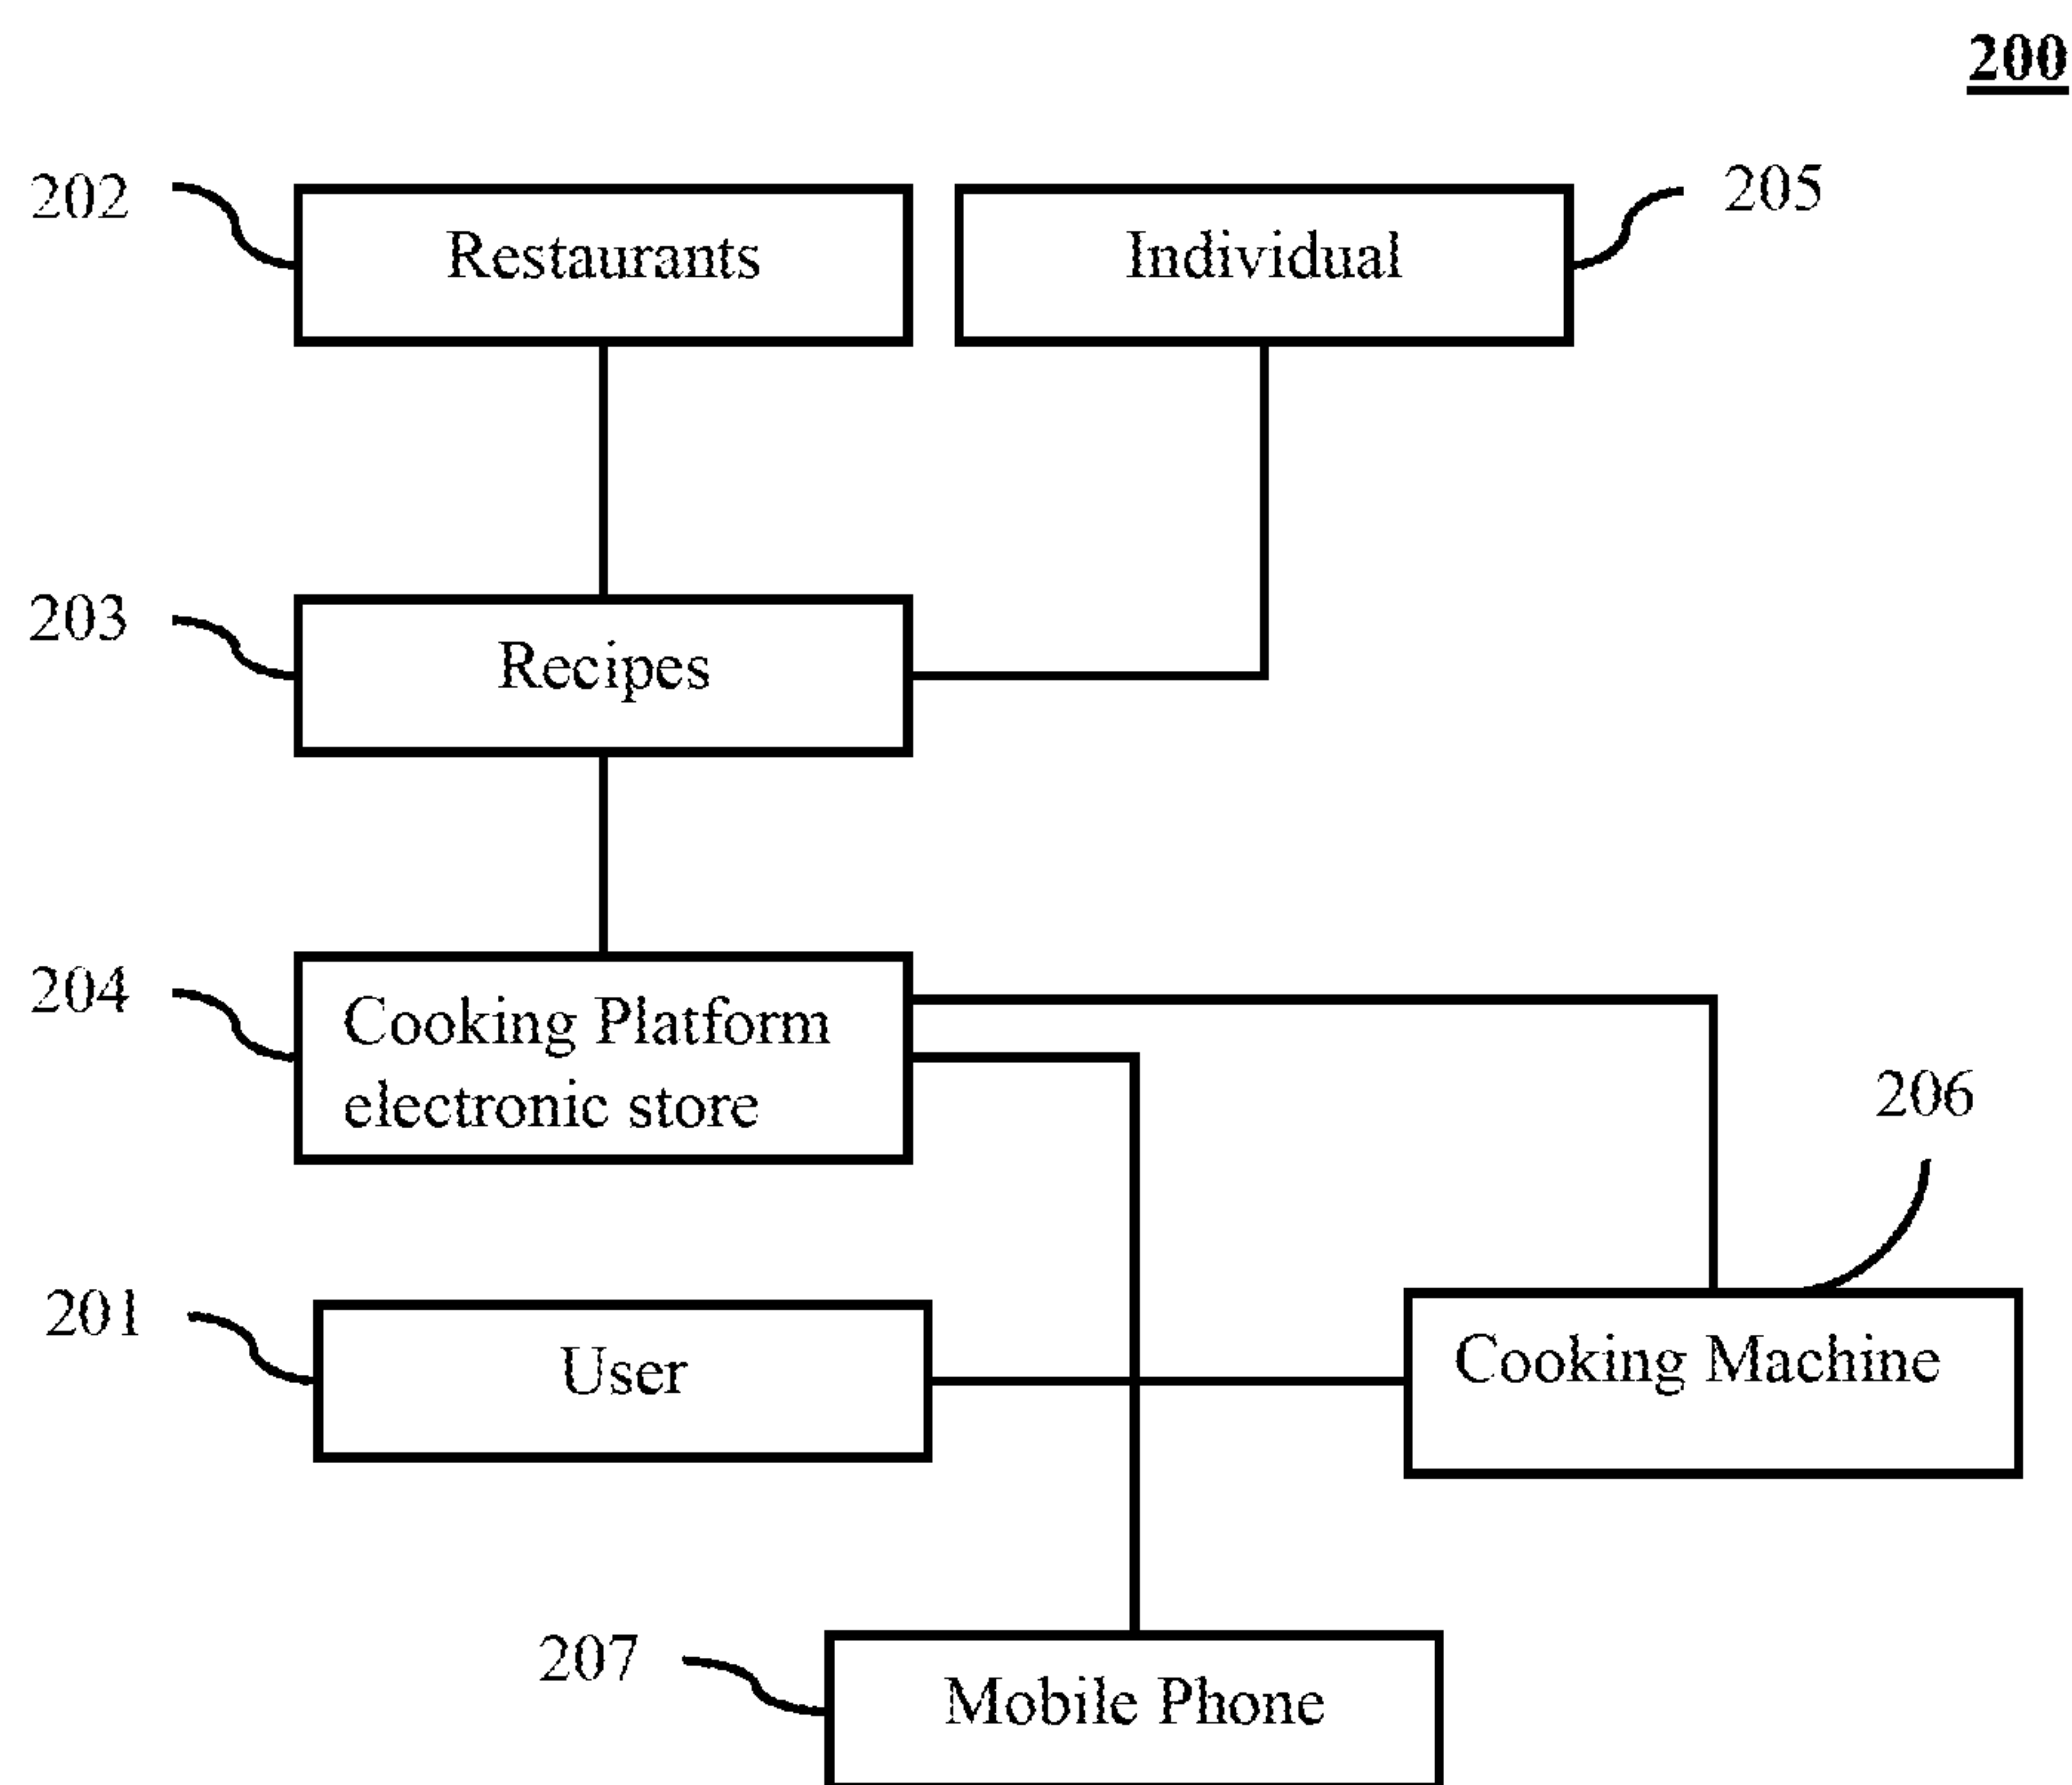 200
202
Restaurants
Individual
205
203
Recipes
204
Cooking Platform
electronic store
206
201
User
Cooking Machine
207
Mobile Phone